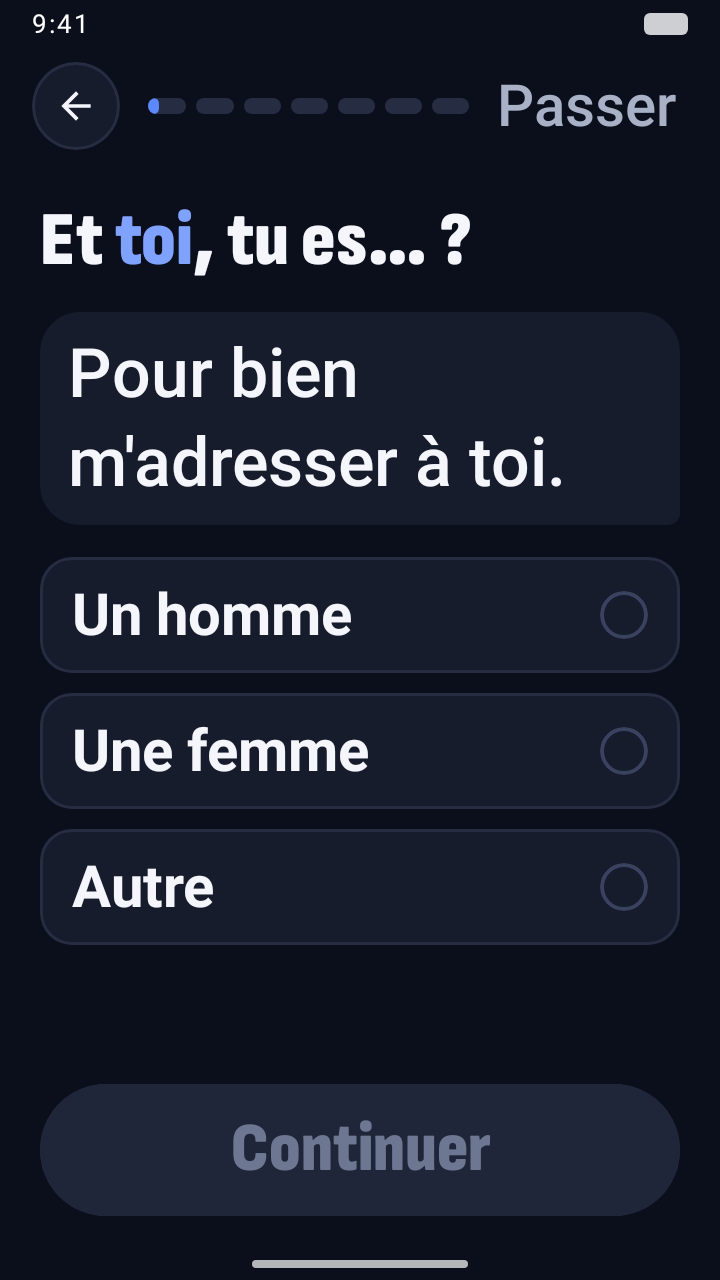 9:41
Passer
Et toi, tu es... ?
Pour bien
m'adresser à toi.
Un homme
Une femme
Autre
Continuer